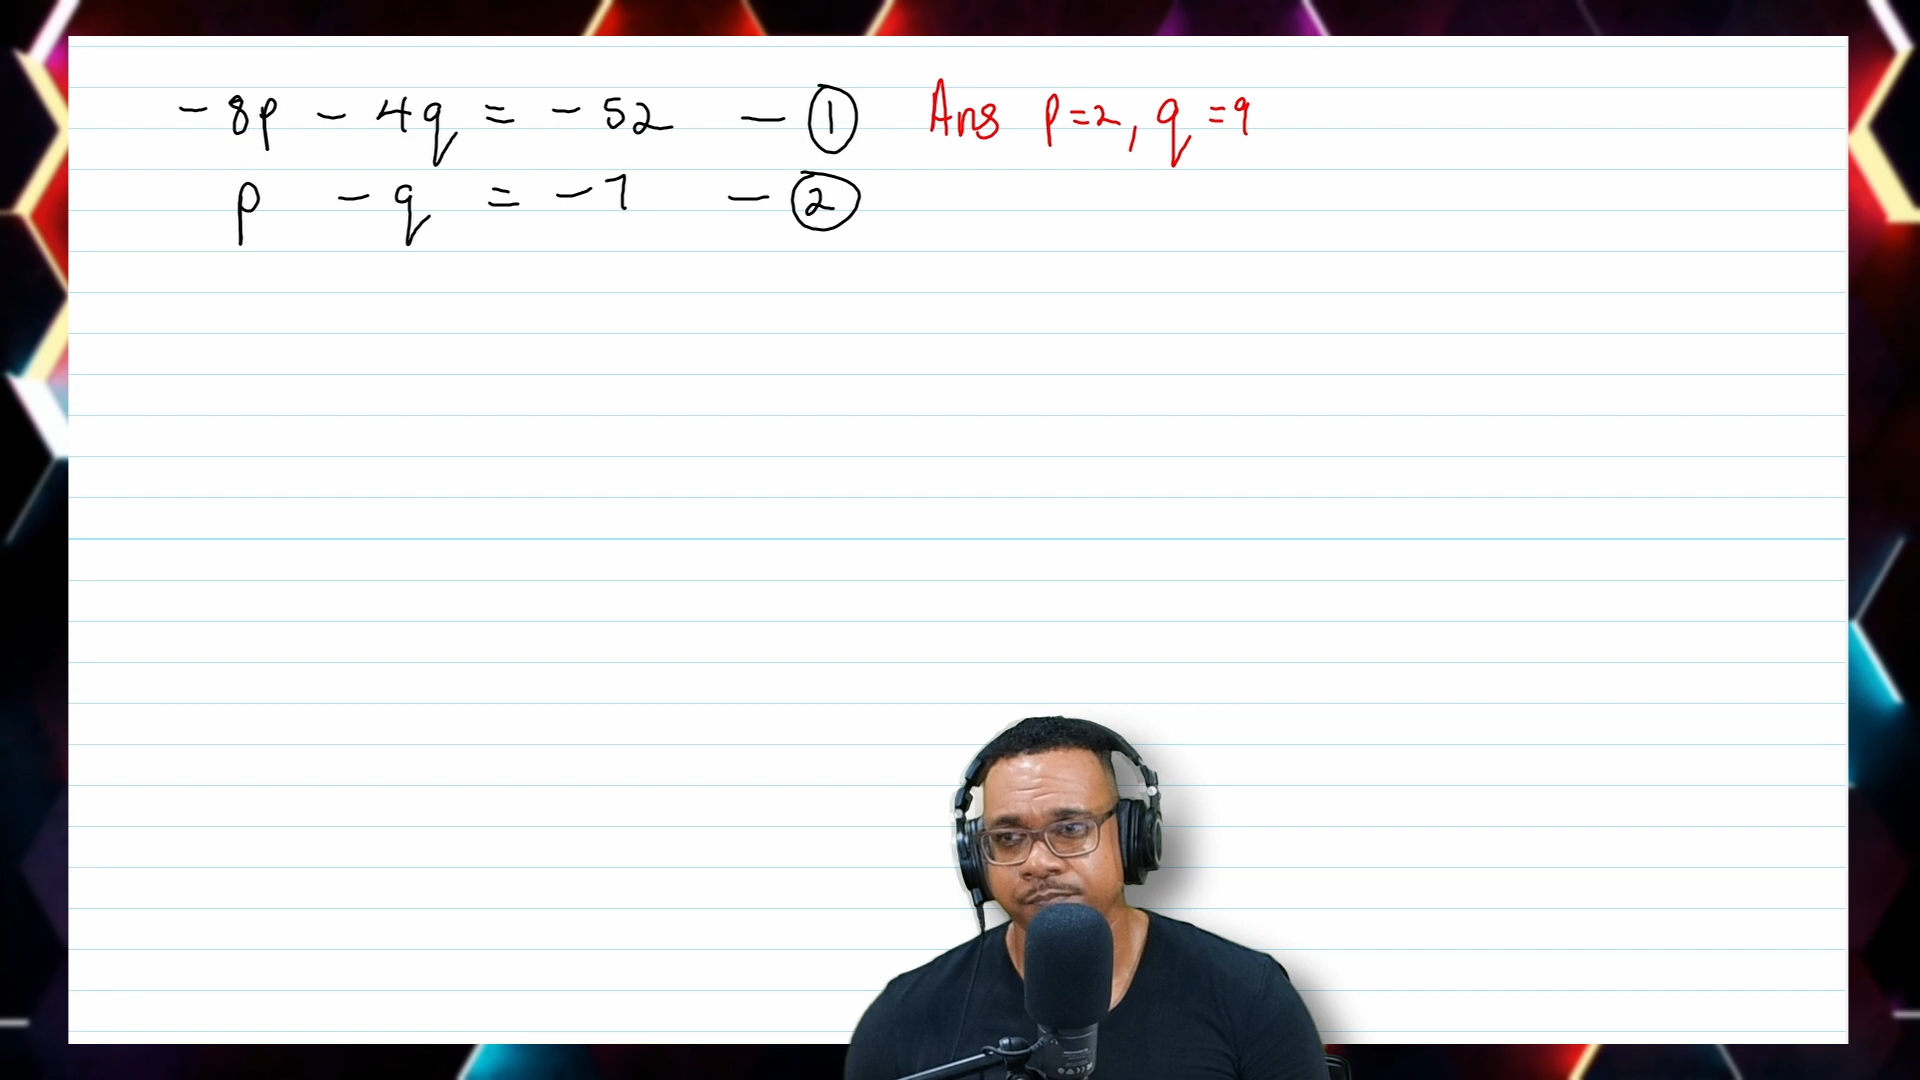 -8p - 4q = -52 - ① Ans p=2, q=9
p - q = -7 - ②